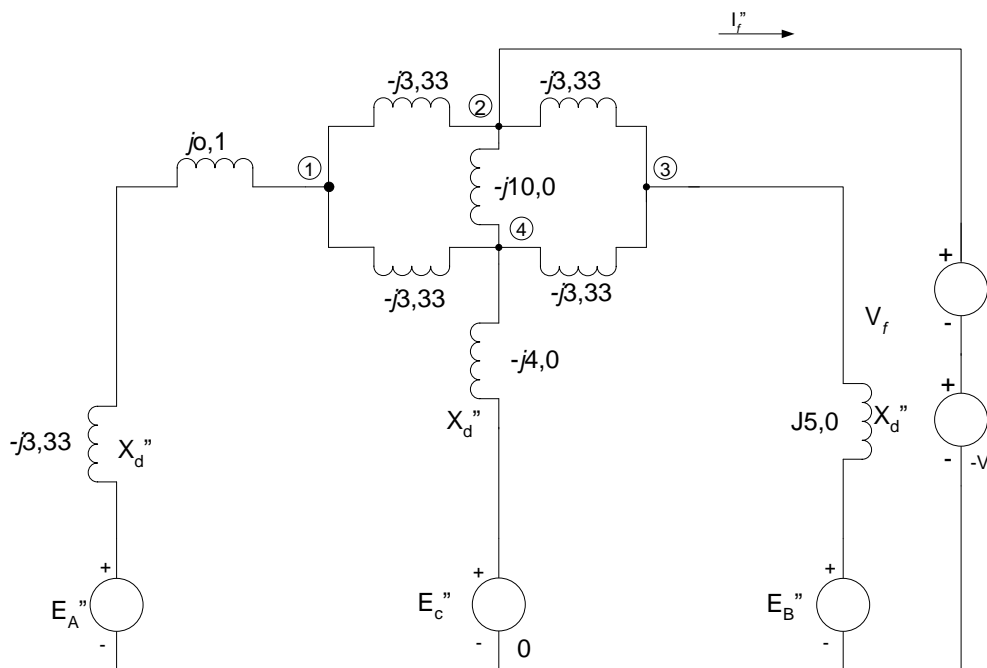 I_f”
-j3,33
②
-j3,33
jo,1
①
-j10,0
③
④
-j3,33
-j3,33
+
-
V_f
-j4,0
X_d”
+
-
-V
J5,0
X_d”
-j3,33
X_d”
+
E_A”
-
+
E_c”
-
0
+
E_B”
-